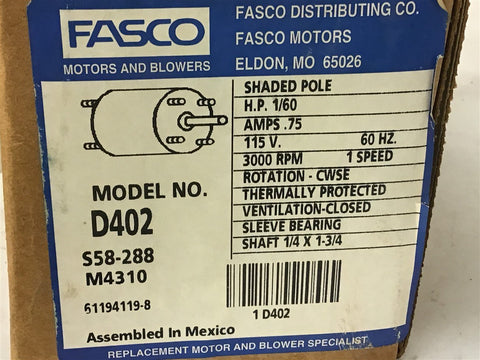 FASCO
MOTORS AND BLOWERS
FASCO DISTRIBUTING CO.
FASCO MOTORS
ELDON, MO 65026
SHADED POLE
H.P. 1/60
AMPS .75
115 V. 60 HZ.
3000 RPM 1 SPEED
ROTATION - CWSE
THERMALLY PROTECTED
VENTILATION-CLOSED
SLEEVE BEARING
SHAFT 1/4 X 1-3/4
MODEL NO.
D402
S58-288
M4310
61194119-8
1 D402
Assembled In Mexico
REPLACEMENT MOTOR AND BLOWER SPECIALIST